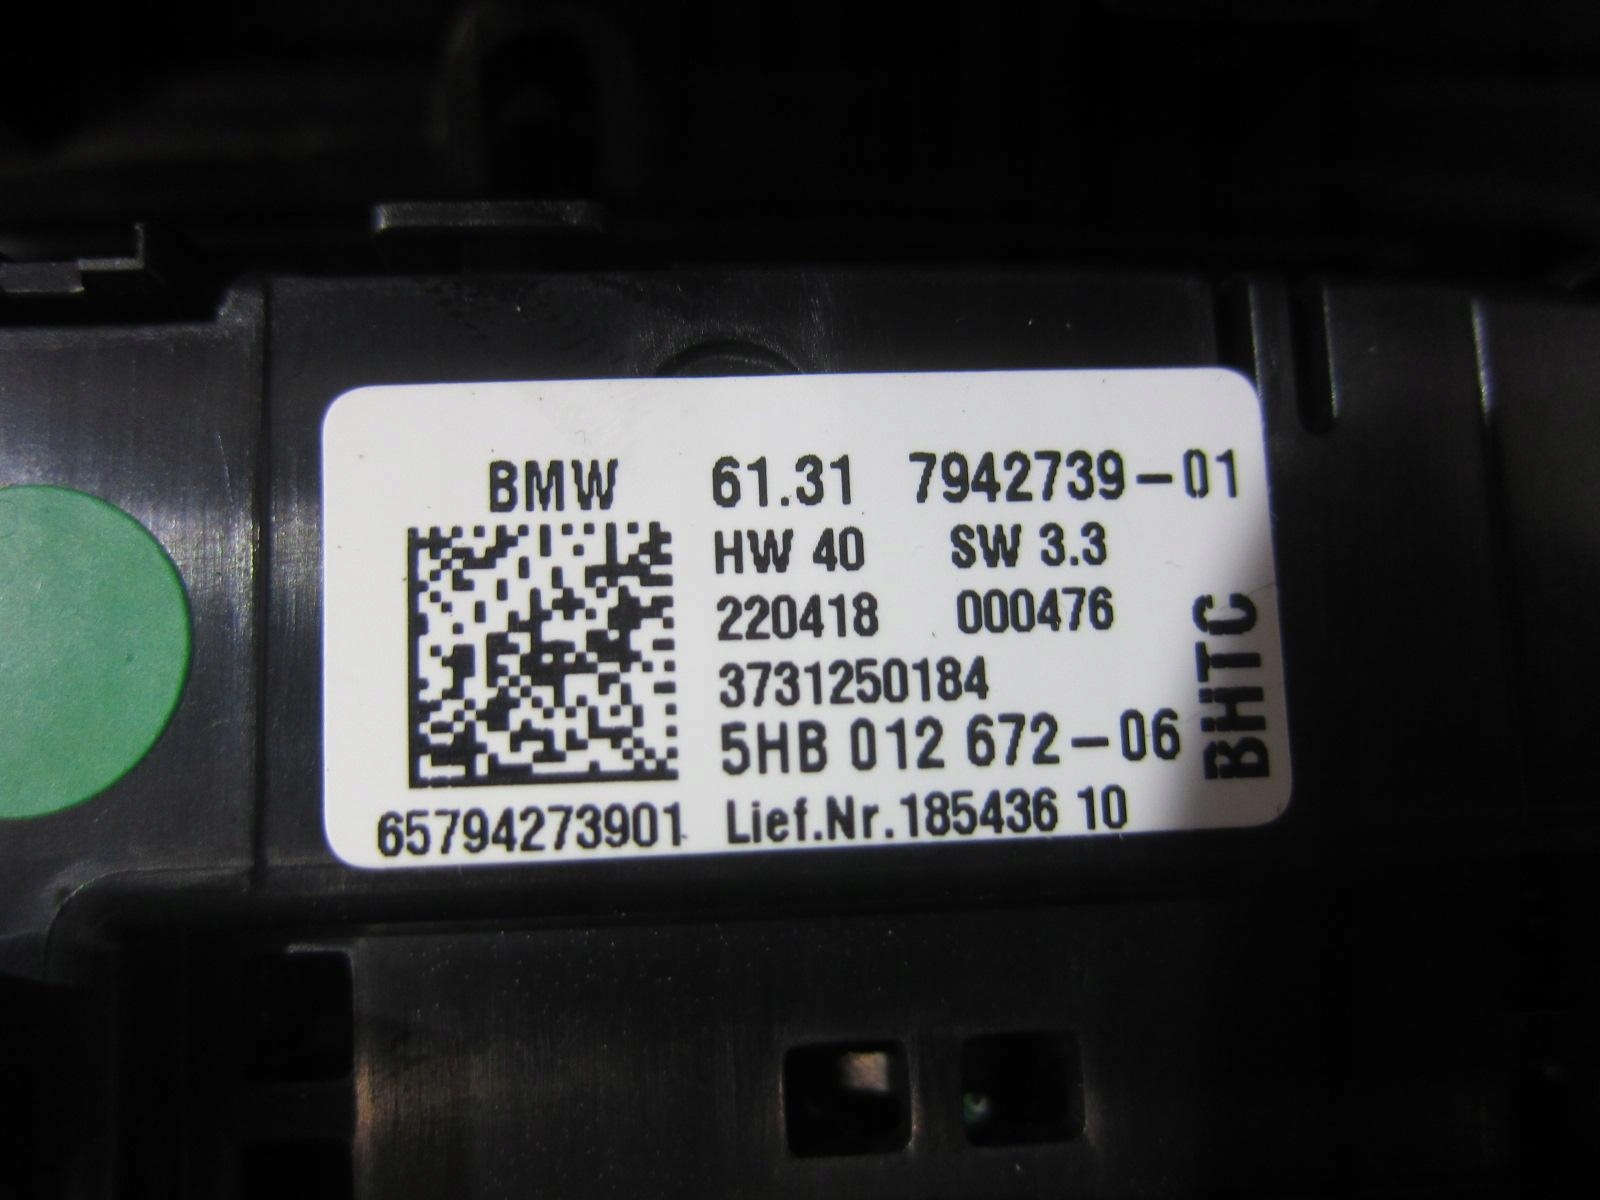 BMW 61.31 7942739-01
HW 40 SW 3.3
220418 000476
3731250184
5HB 012 672-06
65794273901 Lief.Nr.185436 10
BHTC